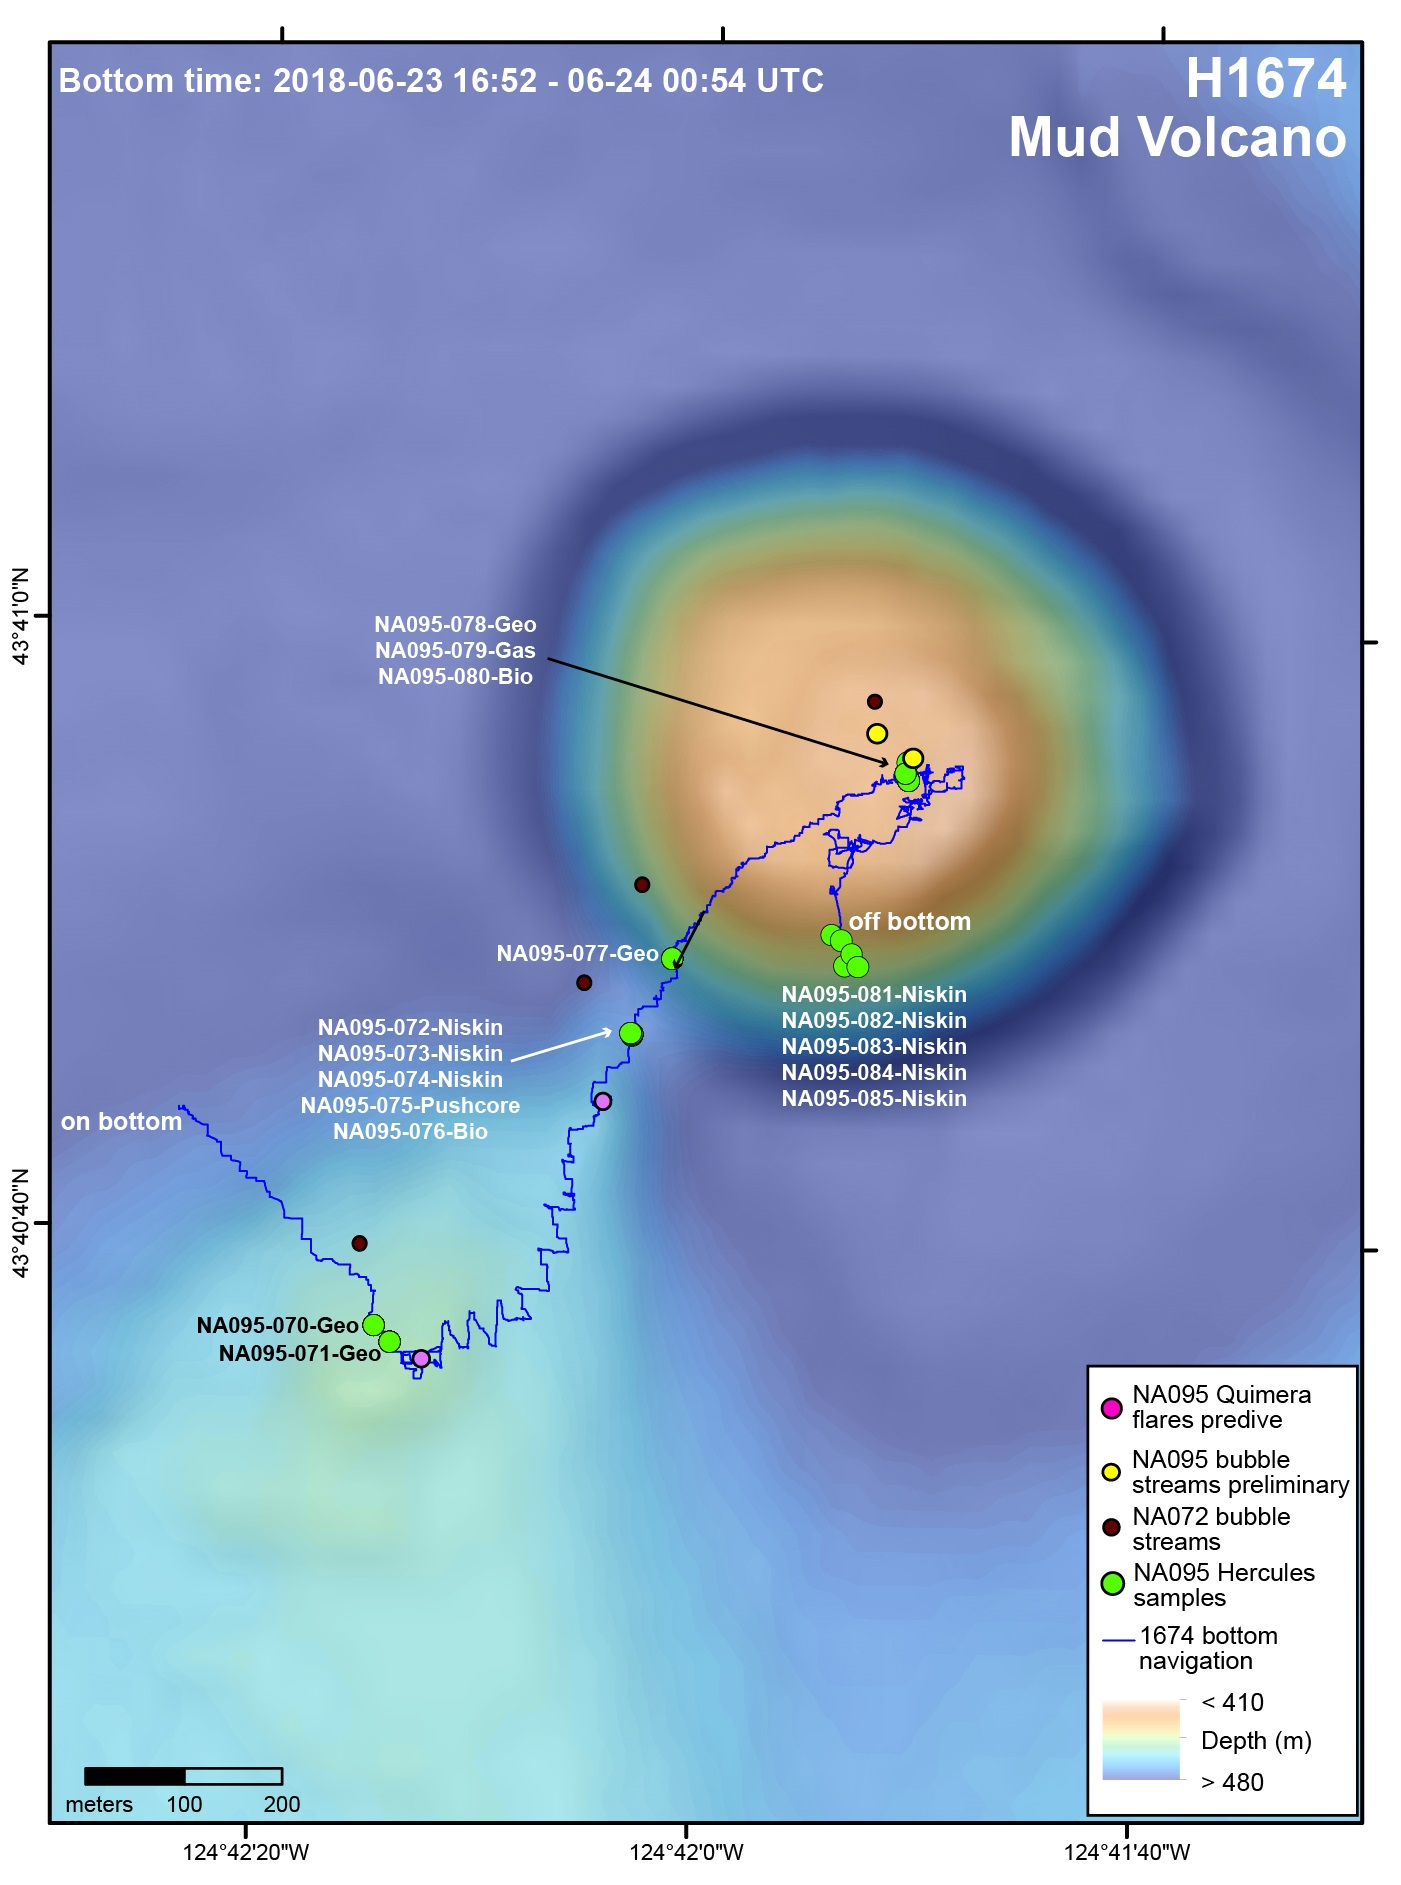 Bottom time: 2018-06-23 16:52 - 06-24 00:54 UTC
H1674
Mud Volcano
43°41'0"N
NA095-078-Geo
NA095-079-Gas
NA095-080-Bio
off bottom
NA095-077-Geo
NA095-081-Niskin
NA095-082-Niskin
NA095-083-Niskin
NA095-084-Niskin
NA095-085-Niskin
NA095-072-Niskin
NA095-073-Niskin
NA095-074-Niskin
NA095-075-Pushcore
NA095-076-Bio
on bottom
43°40'40"N
NA095-070-Geo
NA095-071-Geo
NA095 Quimera
flares predive
NA095 bubble
streams preliminary
NA072 bubble
streams
NA095 Hercules
samples
1674 bottom
navigation
< 410
Depth (m)
> 480
meters 100 200
124°42'20"W
124°42'0"W
124°41'40"W